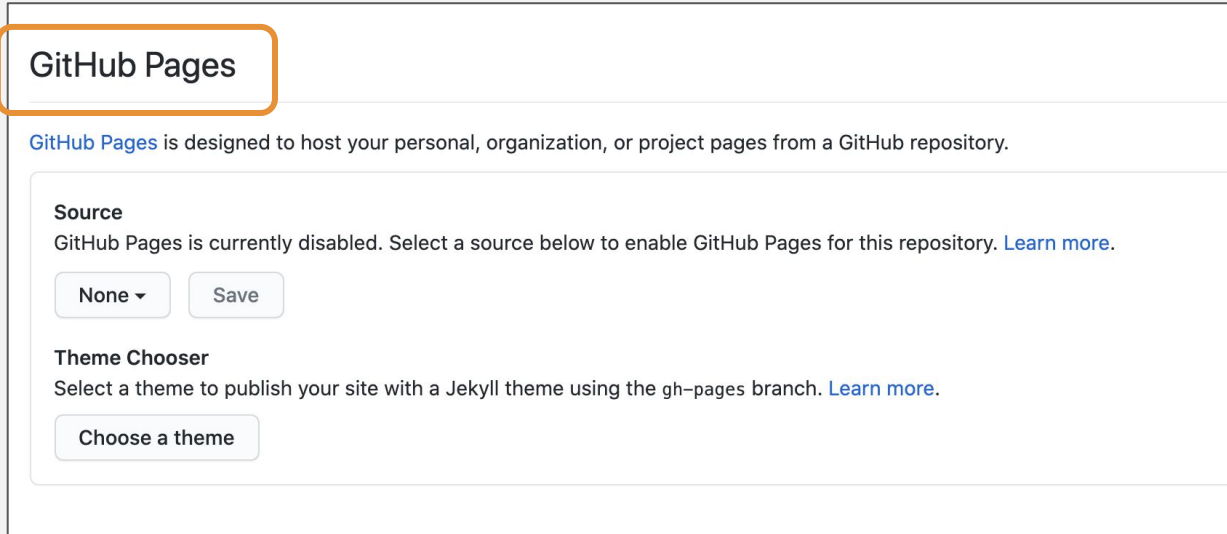 GitHub Pages
GitHub Pages is designed to host your personal, organization, or project pages from a GitHub repository.
Source
GitHub Pages is currently disabled. Select a source below to enable GitHub Pages for this repository. Learn more.
None Save
Theme Chooser
Select a theme to publish your site with a Jekyll theme using the gh-pages branch. Learn more.
Choose a theme